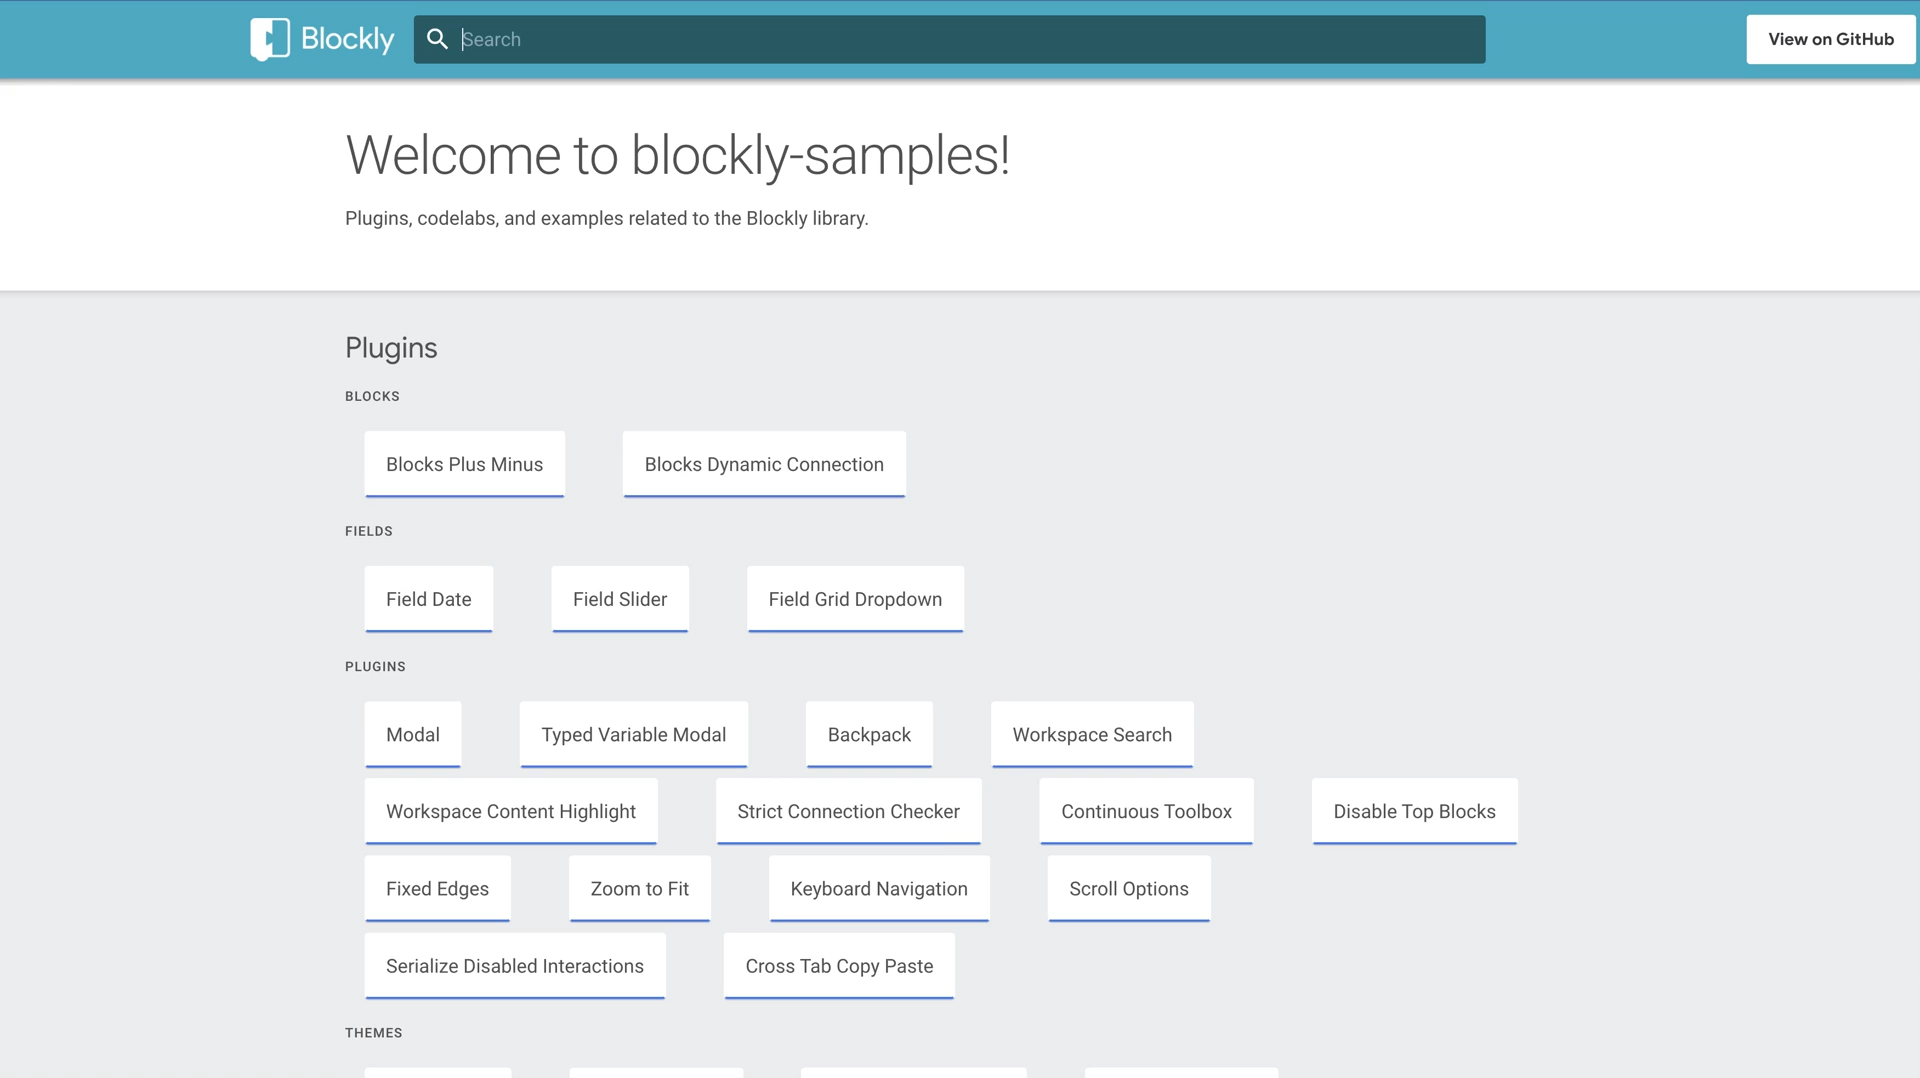 Blockly
Search
View on GitHub
Welcome to blockly-samples!
Plugins, codelabs, and examples related to the Blockly library.
Plugins
BLOCKS
Blocks Plus Minus
Blocks Dynamic Connection
FIELDS
Field Date
Field Slider
Field Grid Dropdown
PLUGINS
Modal
Typed Variable Modal
Backpack
Workspace Search
Workspace Content Highlight
Strict Connection Checker
Continuous Toolbox
Disable Top Blocks
Fixed Edges
Zoom to Fit
Keyboard Navigation
Scroll Options
Serialize Disabled Interactions
Cross Tab Copy Paste
THEMES